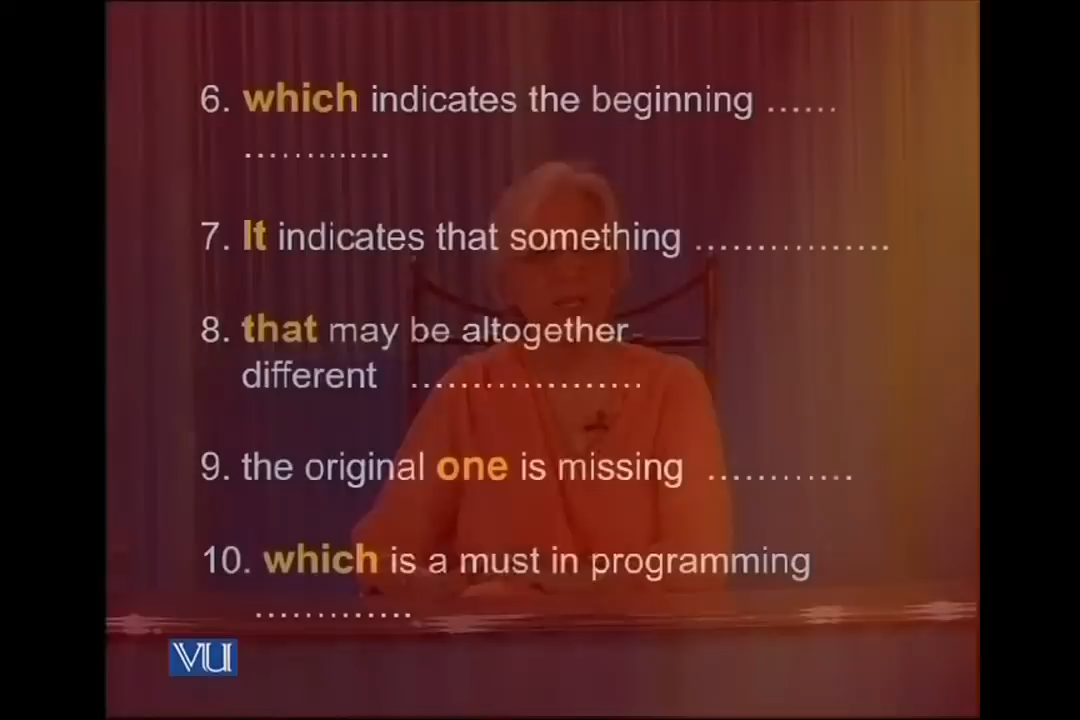 6. which indicates the beginning ......
.............
7. It indicates that something ................
8. that may be altogether
different ...................
9. the original one is missing ............
10. which is a must in programming
.............
VU